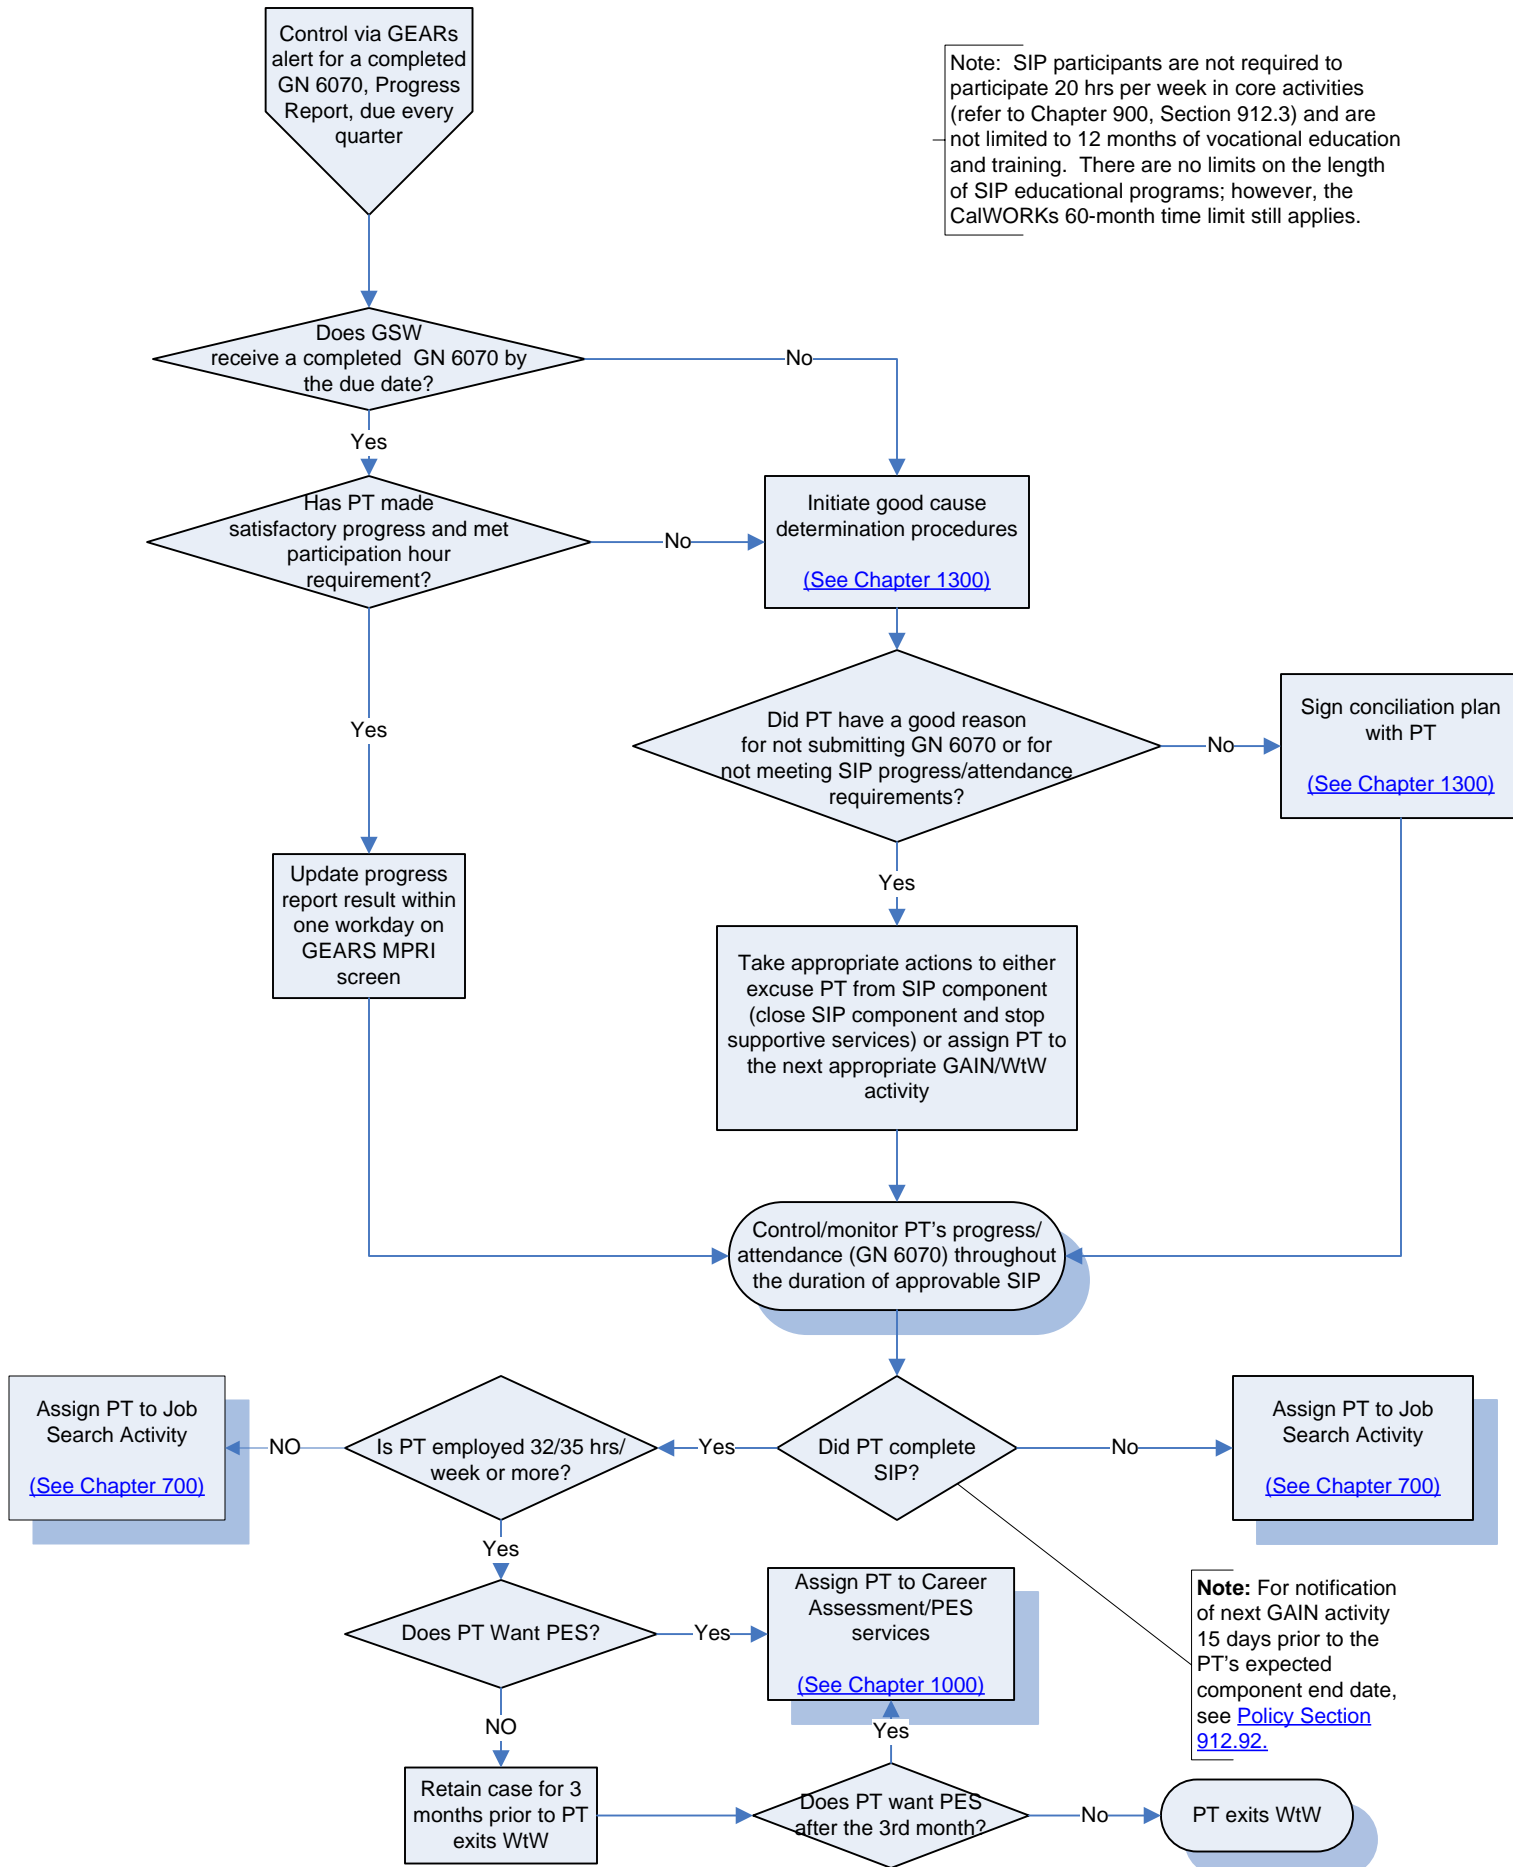 Control via GEARs
alert for a completed
GN 6070, Progress
Report, due every
quarter
Note:  SIP participants are not required to
participate 20 hrs per week in core activities
(refer to Chapter 900, Section 912.3) and are
not limited to 12 months of vocational education
and training.  There are no limits on the length
of SIP educational programs; however, the
CalWORKs 60-month time limit still applies.
Does GSW
receive a completed  GN 6070 by
the due date?
No
Yes
Has PT made
satisfactory progress and met
participation hour
requirement?
No
Initiate good cause
determination procedures
(See Chapter 1300)
Yes
Did PT have a good reason
for not submitting GN 6070 or for
not meeting SIP progress/attendance
requirements?
No
Sign conciliation plan
with PT
(See Chapter 1300)
Yes
Update progress
report result within
one workday on
GEARS MPRI
screen
Take appropriate actions to either
excuse PT from SIP component
(close SIP component and stop
supportive services) or assign PT to
the next appropriate GAIN/WtW
activity
Control/monitor PT's progress/
attendance (GN 6070) throughout
the duration of approvable SIP
Assign PT to Job
Search Activity
(See Chapter 700)
NO
Is PT employed 32/35 hrs/
week or more?
Yes
Did PT complete
SIP?
No
Assign PT to Job
Search Activity
(See Chapter 700)
Yes
Does PT Want PES?
Yes
Assign PT to Career
Assessment/PES
services
(See Chapter 1000)
Note: For notification
of next GAIN activity
15 days prior to the
PT's expected
component end date,
see Policy Section
912.92.
NO
Yes
Retain case for 3
months prior to PT
exits WtW
Does PT want PES
after the 3rd month?
No
PT exits WtW